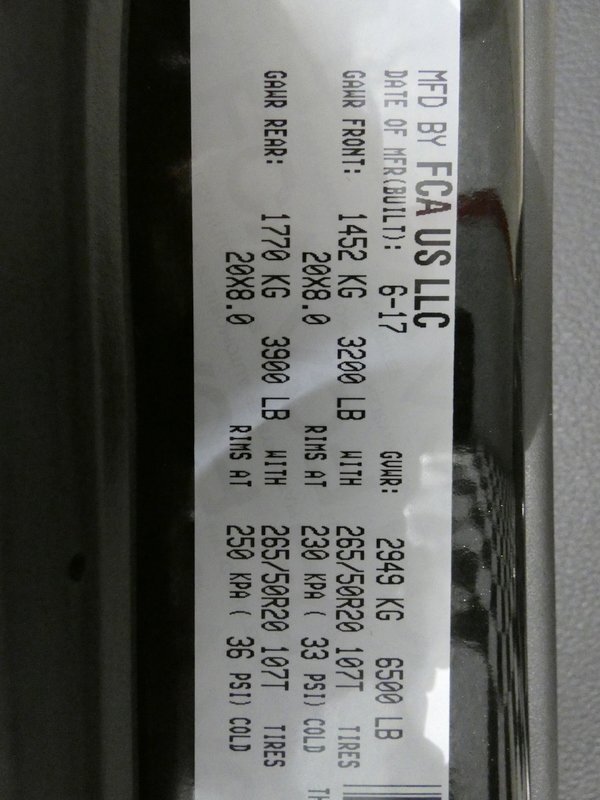 MFD BY FCA US LLC
DATE OF MFR(BUILT): 6-17 GVWR: 2949 KG 6500 LB
GAWR FRONT: 1452 KG 3200 LB WITH 265/50R20 107T TIRES
20X8.0 RIMS AT 230 KPA ( 33 PSI) COLD
GAWR REAR: 1770 KG 3900 LB WITH 265/50R20 107T TIRES
20X8.0 RIMS AT 250 KPA ( 36 PSI) COLD